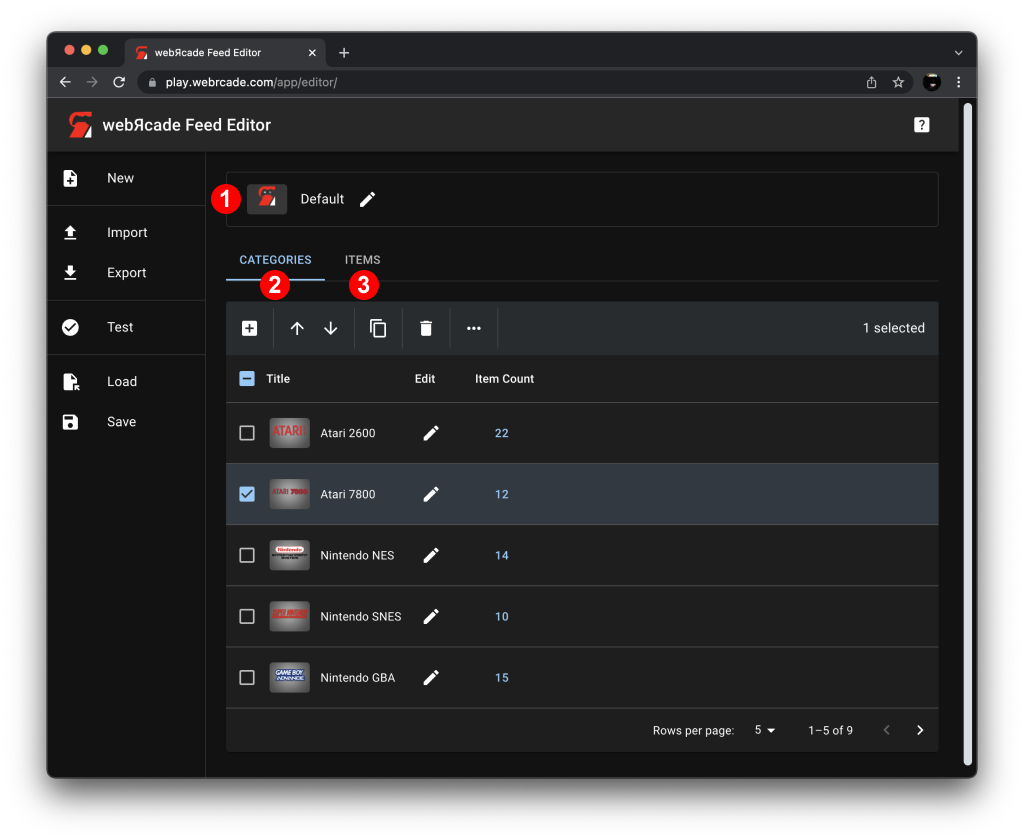 webЯcade Feed Editor
play.webrcade.com/app/editor/
webЯcade Feed Editor
?
New
1
Default
Import
CATEGORIES
ITEMS
Export
2
3
Test
1 selected
Load
Title
Edit
Item Count
Save
ATARI
Atari 2600
22
ATARI 7800
Atari 7800
12
Nintendo
Nintendo NES
14
Nintendo SNES
10
GAME BOY
ADVANCE
Nintendo GBA
15
Rows per page:
5
1–5 of 9